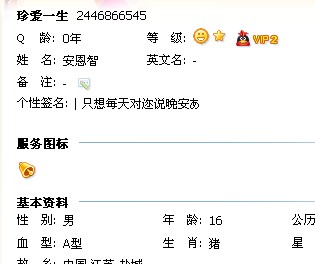 珍爱一生 2446866545
Q 龄: 0年 等 级: VIP2
姓 名: 安恩智 英文名: -
备 注: -
个性签名: | 只想每天对迩说晚安あ
服务图标
基本资料
性 别: 男 年 龄: 16 公历
血 型: A型 生 肖: 猪 星
故 乡: 中国 江苏 盐城